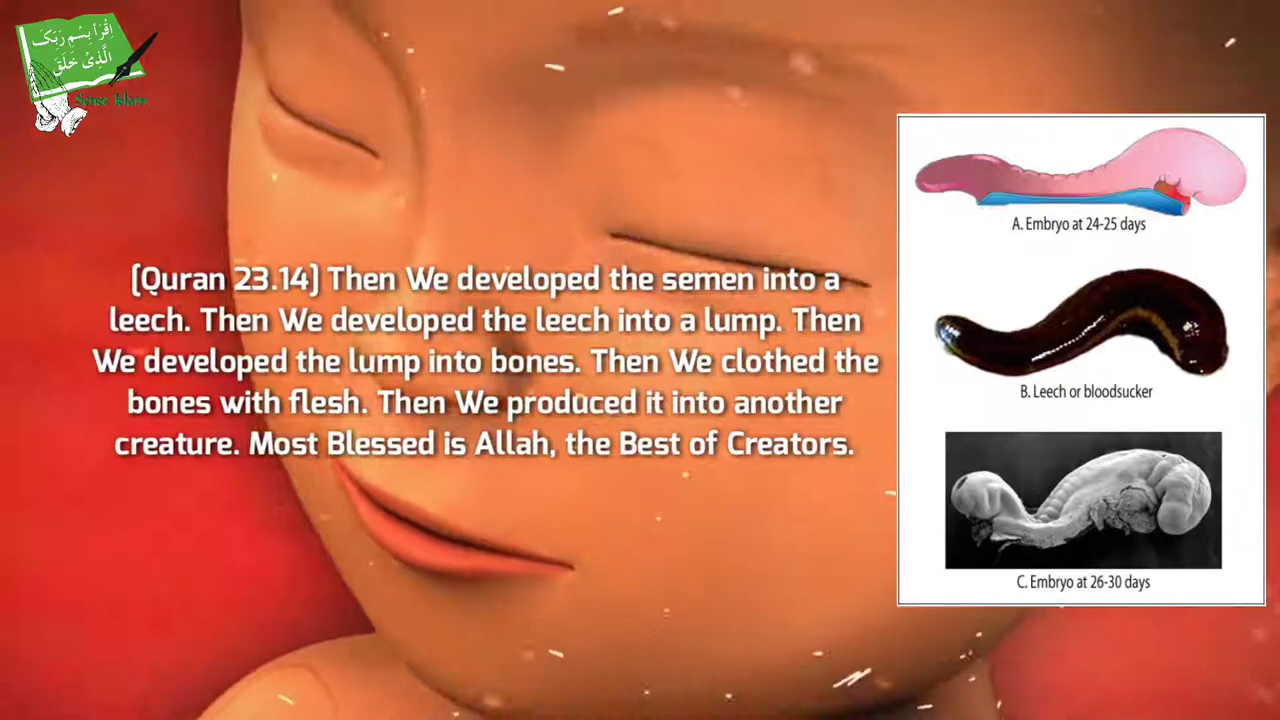 اِقْرَأْ بِسْمِ رَبِّكَ
الَّذِىْ خَلَقَ
Sense Islam
(Quran 23.14) Then We developed the semen into a
leech. Then We developed the leech into a lump. Then
We developed the lump into bones. Then We clothed the
bones with flesh. Then We produced it into another
creature. Most Blessed is Allah, the Best of Creators.
A. Embryo at 24-25 days
B. Leech or bloodsucker
C. Embryo at 26-30 days